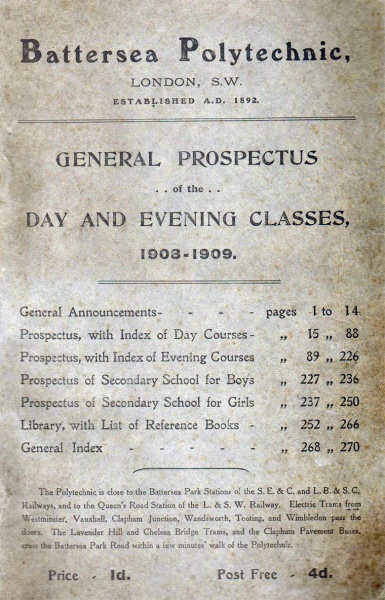 Battersea Polytechnic,
LONDON, S.W.
ESTABLISHED A.D. 1892.
GENERAL PROSPECTUS
. . of the . .
DAY AND EVENING CLASSES,
1908-1909.
General Announcements- - - - pages 1 to 14
Prospectus, with Index of Day Courses - „ 15 „ 88
Prospectus, with Index of Evening Courses „ 89 „ 226
Prospectus of Secondary School for Boys „ 227 „ 236
Prospectus of Secondary School for Girls „ 237 „ 250
Library, with List of Reference Books - „ 252 „ 266
General Index - - - - - „ 268 „ 270
The Polytechnic is close to the Battersea Park Stations of the S. E. & C. and L. B. & S. C.
Railways, and to the Queen's Road Station of the L. & S. W. Railway. Electric Trams from
Westminster, Vauxhall, Clapham Junction, Wandsworth, Tooting, and Wimbledon pass the
doors. The Lavender Hill and Chelsea Bridge Trams, and the Clapham Pavement Buses,
cross the Battersea Park Road within a few minutes' walk of the Polytechnic.
Price - 1d. Post Free - 4d.